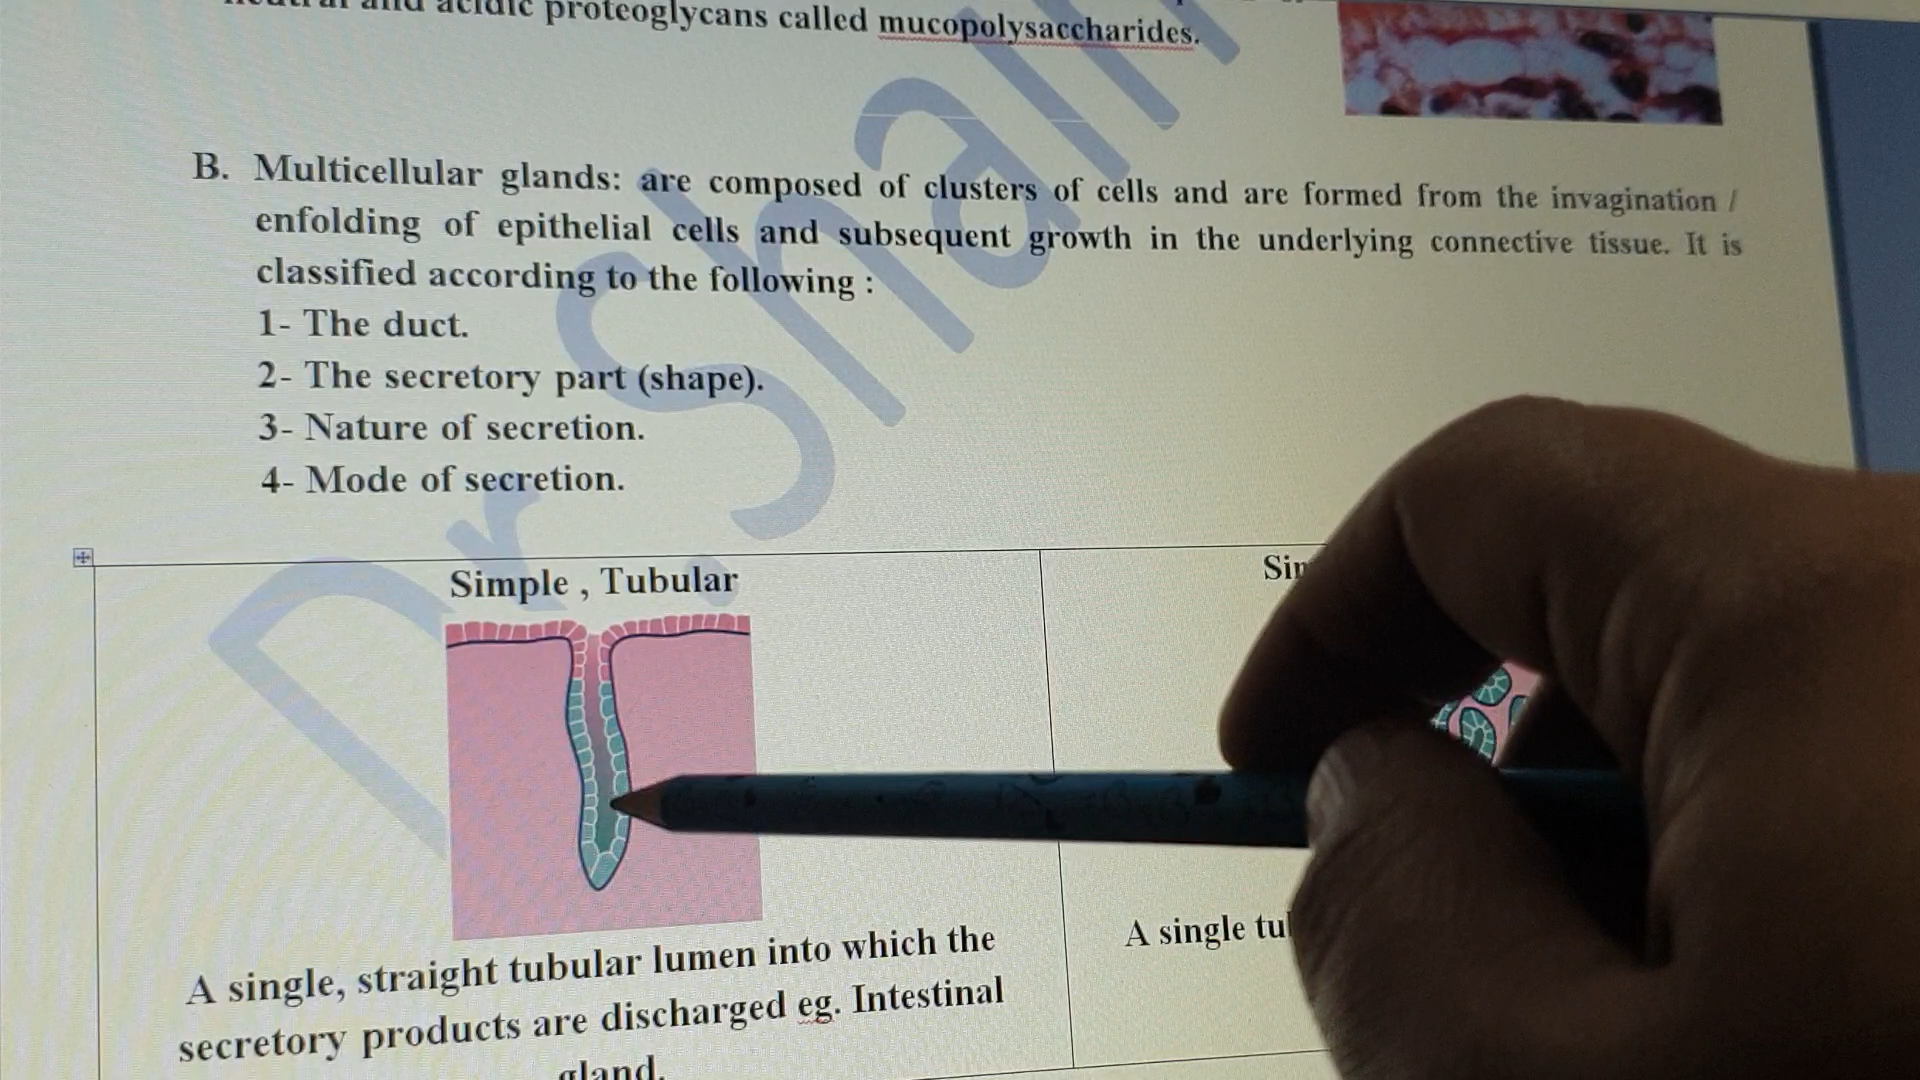 acidic proteoglycans called mucopolysaccharides.
B. Multicellular glands: are composed of clusters of cells and are formed from the invagination /
enfolding of epithelial cells and subsequent growth in the underlying connective tissue. It is
classified according to the following :
1- The duct.
2- The secretory part (shape).
3- Nature of secretion.
4- Mode of secretion.
Simple , Tubular
A single, straight tubular lumen into which the
secretory products are discharged eg. Intestinal
gland.
A single
Dr. Sha